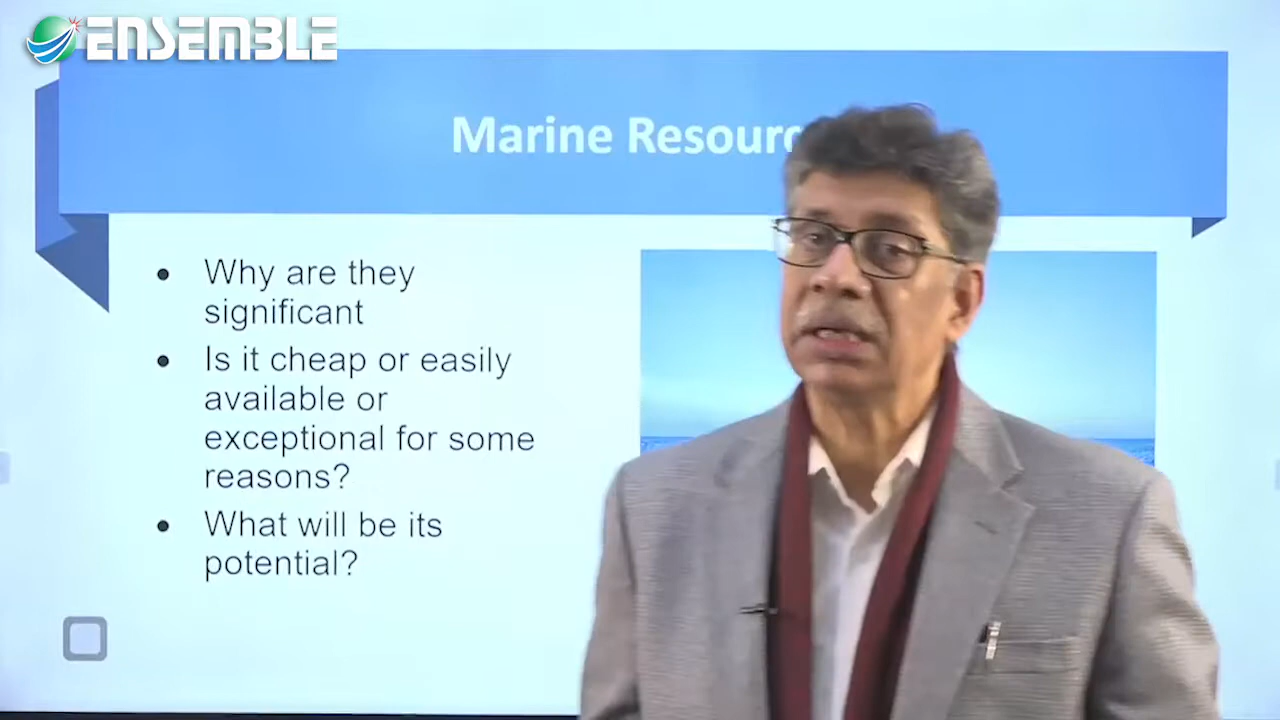 ENSEMBLE
Marine
Why are they
significant
Is it cheap or easily
available or
exceptional for some
reasons?
What will be its
potential?